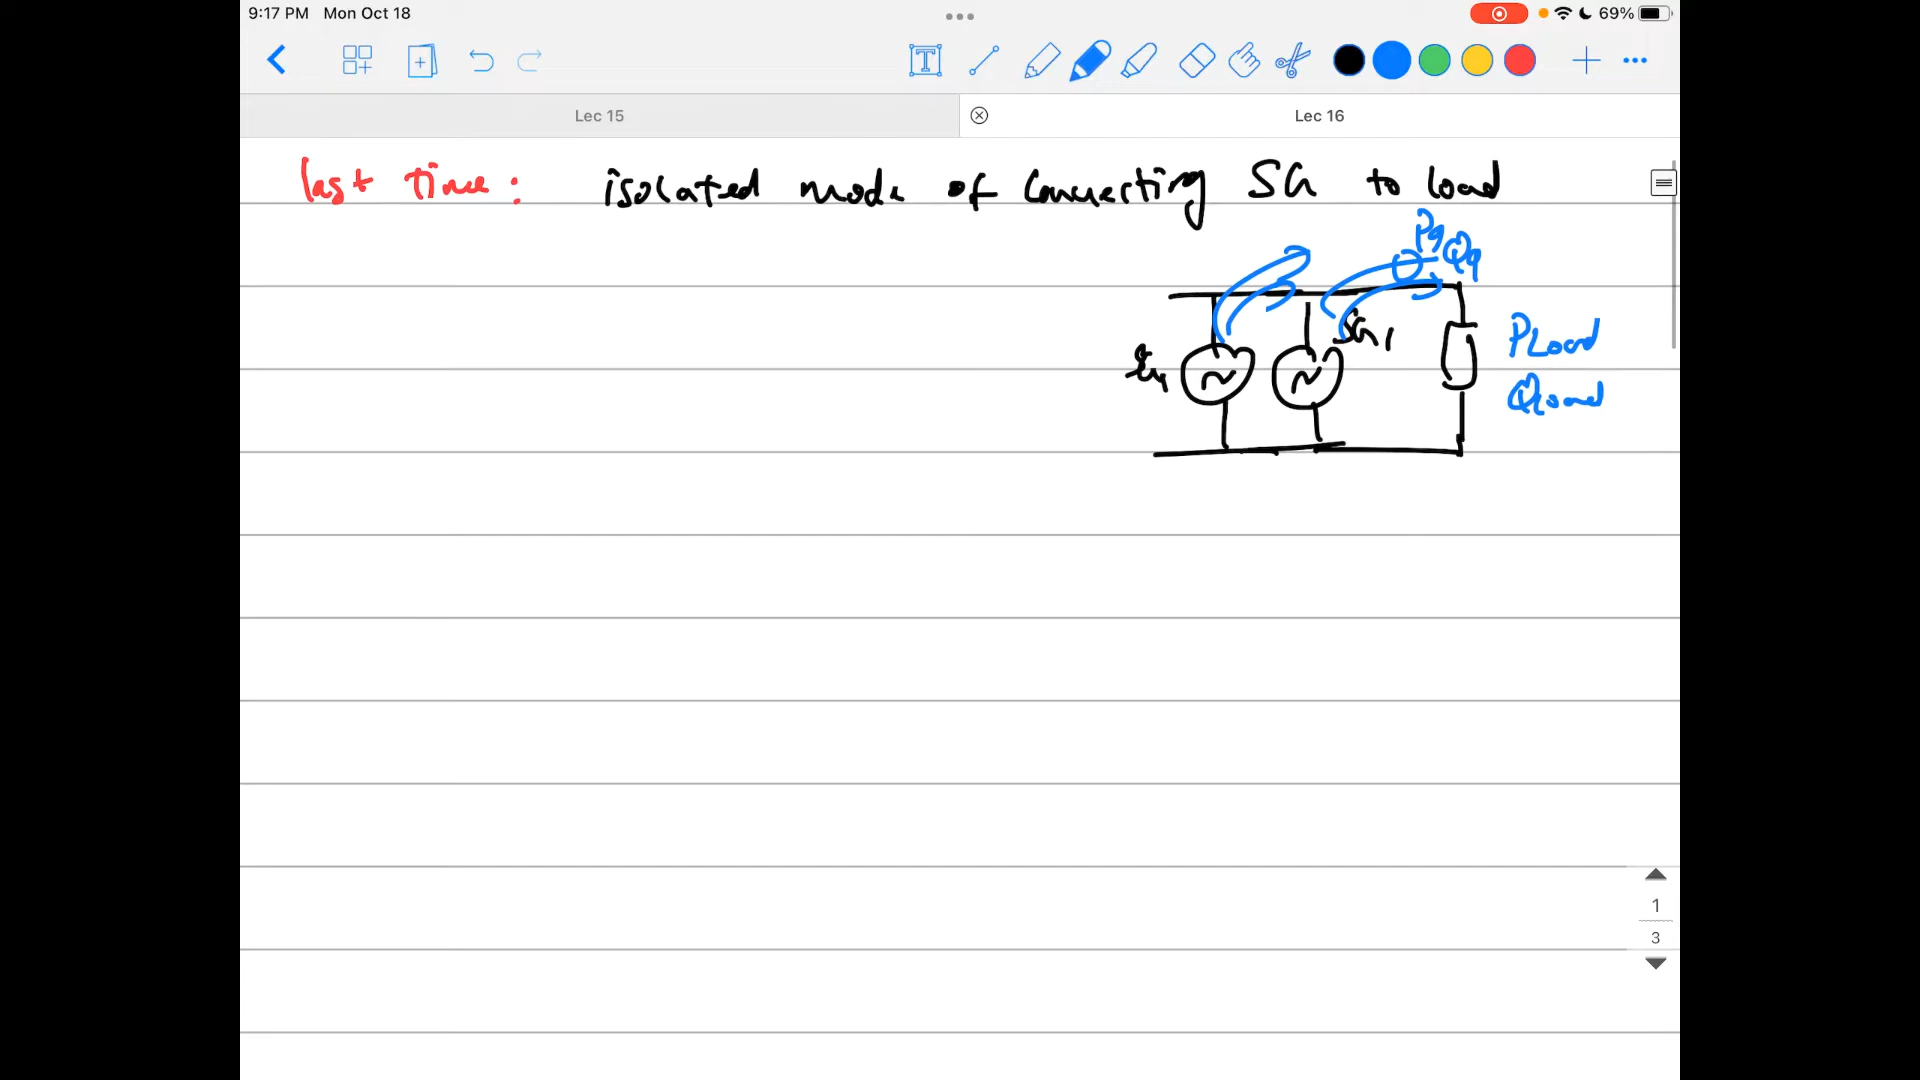 9:17 PM Mon Oct 18
69%
T
Lec 15
Lec 16
last time: isolated mode of connecting SG to load
Pg Qg
SG1
PLoad
QLoad
1
3